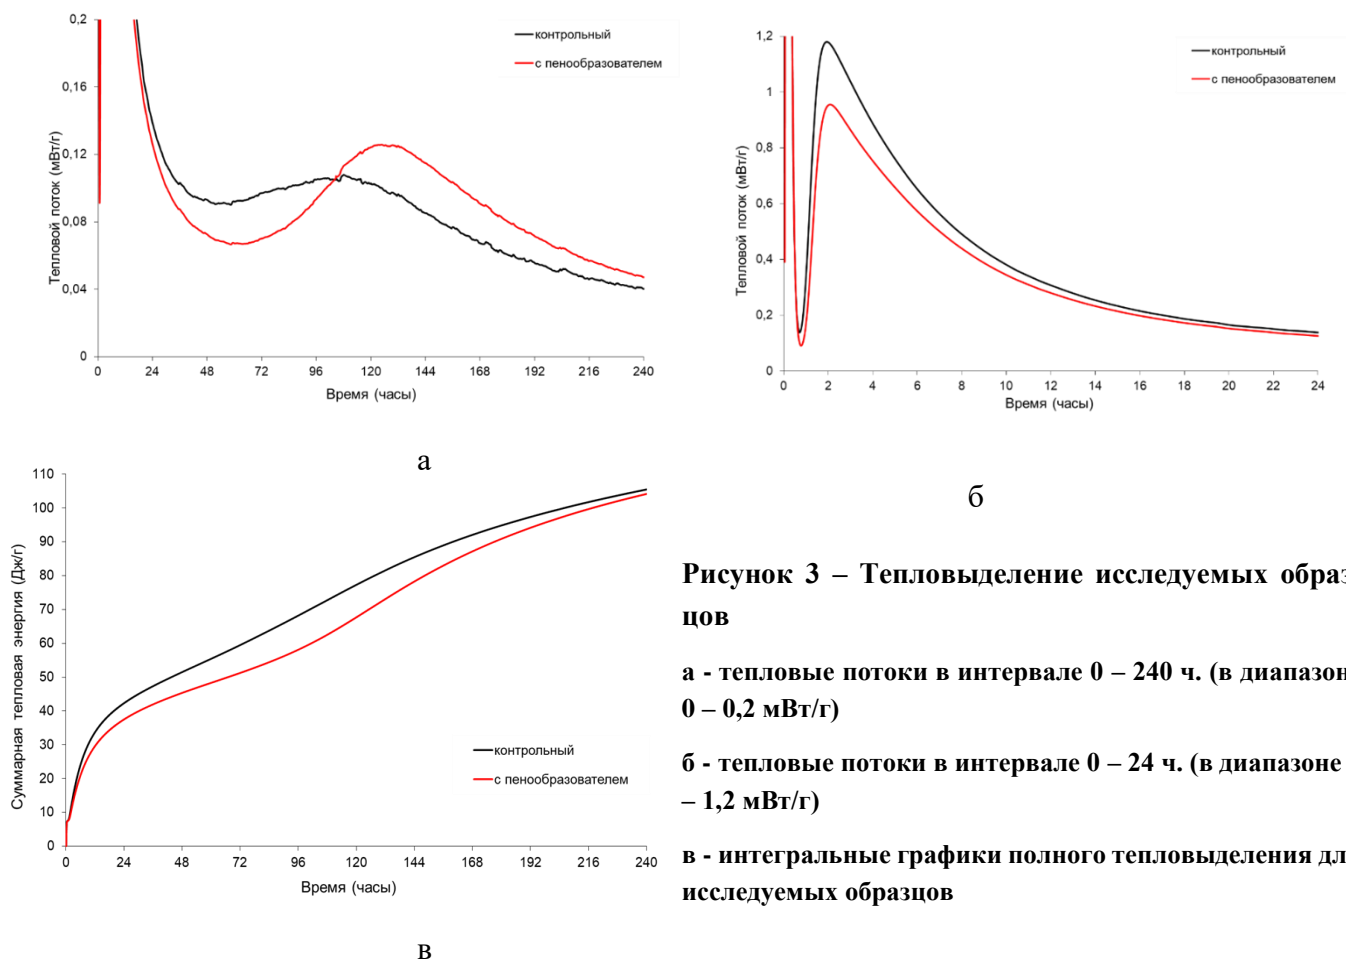 0,2
0,16
0,12
0,08
0,04
0
Тепловой поток (мВт/г)
контрольный
с пенообразователем
0 24 48 72 96 120 144 168 192 216 240
Время (часы)
а
1,2
1
0,8
0,6
0,4
0,2
0
Тепловой поток (мВт/г)
контрольный
с пенообразователем
0 2 4 6 8 10 12 14 16 18 20 22 24
Время (часы)
б
110
100
90
80
70
60
50
40
30
20
10
0
Суммарная тепловая энергия (Дж/г)
контрольный
с пенообразователем
0 24 48 72 96 120 144 168 192 216 240
Время (часы)
в
Рисунок 3 – Тепловыделение исследуемых образ
цов
а - тепловые потоки в интервале 0 – 240 ч. (в диапазон
0 – 0,2 мВт/г)
б - тепловые потоки в интервале 0 – 24 ч. (в диапазоне
– 1,2 мВт/г)
в - интегральные графики полного тепловыделения дл
исследуемых образцов